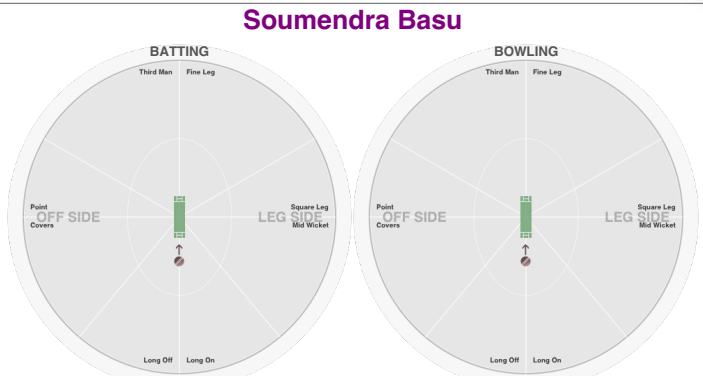 Soumendra Basu
BATTING
Third Man Fine Leg
Point
OFF SIDE
Covers
Square Leg
LEG SIDE
Mid Wicket
Long Off Long On
BOWLING
Third Man Fine Leg
Point
OFF SIDE
Covers
Square Leg
LEG SIDE
Mid Wicket
Long Off Long On